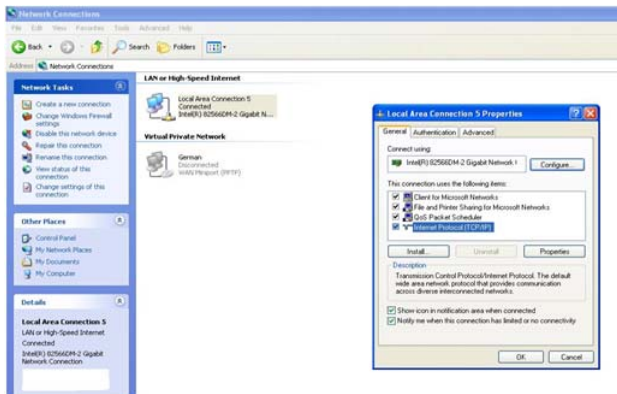 Network Connections
File Edit View Favorites Tools Advanced Help
Back Search Folders
Address Network Connections
Network Tasks
Create a new connection
Change Windows Firewall
settings
Disable this network device
Repair this connection
Rename this connection
View status of this
connection
Change settings of this
connection
Other Places
Control Panel
My Network Places
My Documents
My Computer
Details
Local Area Connection 5
LAN or High-Speed Internet
Connected
Intel(R) 82566DM-2 Gigabit
Network Connection
LAN or High-Speed Internet
Local Area Connection 5
Connected
Intel(R) 82566DM-2 Gigabit N...
Virtual Private Network
German
Disconnected
WAN Miniport (PPTP)
Local Area Connection 5 Properties
General Authentication Advanced
Connect using:
Intel(R) 82566DM-2 Gigabit Network
Configure...
This connection uses the following items:
Client for Microsoft Networks
File and Printer Sharing for Microsoft Networks
QoS Packet Scheduler
Internet Protocol (TCP/IP)
Install... Uninstall Properties
Description
Transmission Control Protocol/Internet Protocol. The default
wide area network protocol that provides communication
across diverse interconnected networks.
Show icon in notification area when connected
Notify me when this connection has limited or no connectivity
OK Cancel